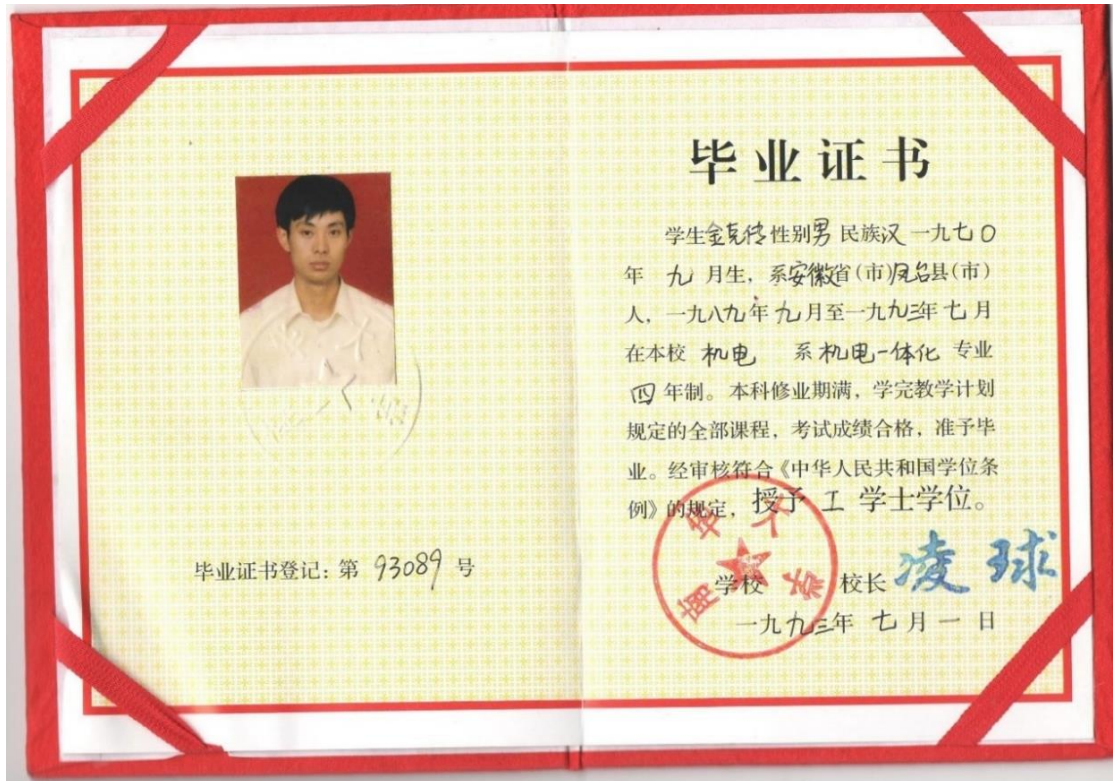 毕业证书
学生金克传性别男民族汉一九七〇
年九月生，系安徽省(市)凤台县(市)
人，一九八九年九月至一九九三年七月
在本校机电系机电一体化专业
四年制。本科修业期满，学完教学计划
规定的全部课程，考试成绩合格，准予毕
业。经审核符合《中华人民共和国学位条
例》的规定，授予工学士学位。
南华大学
学校 校长 凌球
一九九三年七月一日
毕业证书登记：第 93089 号